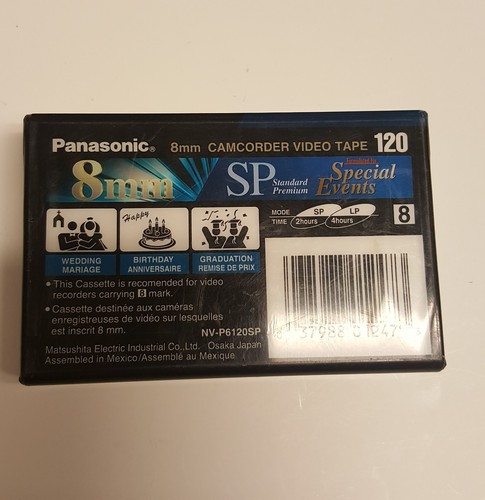 Panasonic® 8mm CAMCORDER VIDEO TAPE 120
8mm SP Standard Premium Special Events
MODE SP LP
TIME 2hours 4hours
8
Happy
WEDDING BIRTHDAY GRADUATION
MARIAGE ANNIVERSAIRE REMISE DE PRIX
• This Cassette is recomended for video
recorders carrying 8 mark.
• Cassette destinée aux caméras
enregistreuses de vidéo sur lesquelles
est inscrit 8 mm.
NV-P6120SP
Matsushita Electric Industrial Co.,Ltd. Osaka Japan
Assembled in Mexico/Assemblé au Mexique
37988 01247